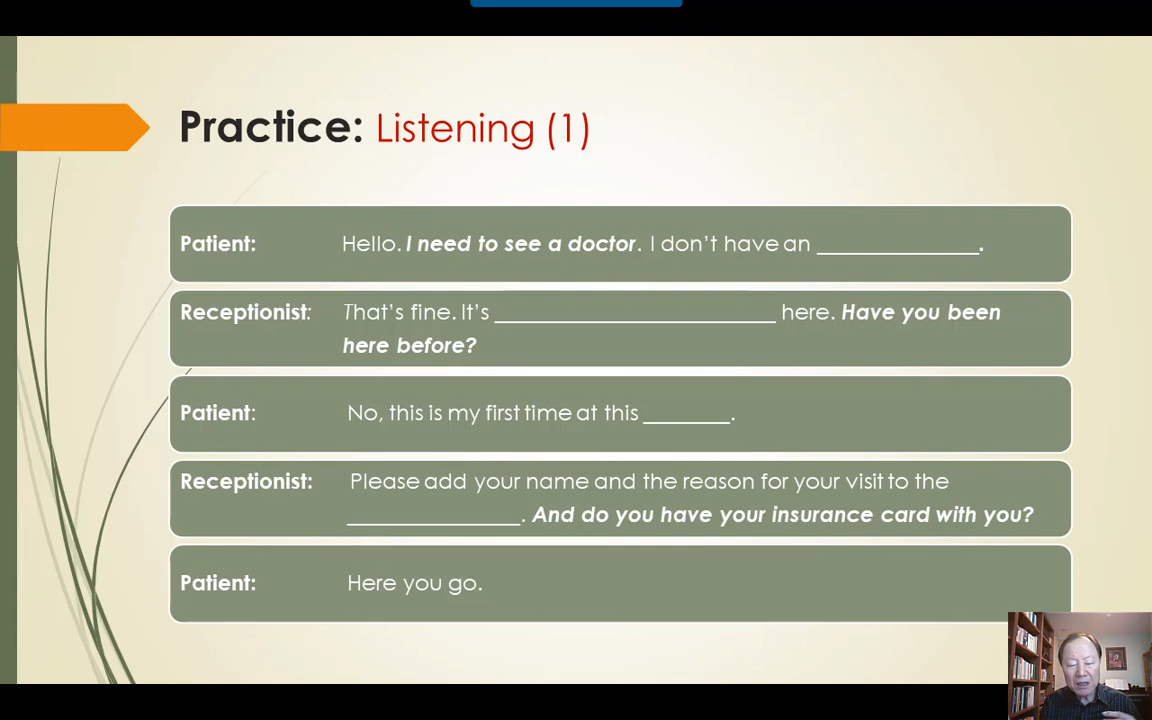 Practice: Listening (1)
Patient: Hello. I need to see a doctor. I don’t have an _______________.
Receptionist: That’s fine. It’s __________________________ here. Have you been
here before?
Patient: No, this is my first time at this ________.
Receptionist: Please add your name and the reason for your visit to the
________________. And do you have your insurance card with you?
Patient: Here you go.